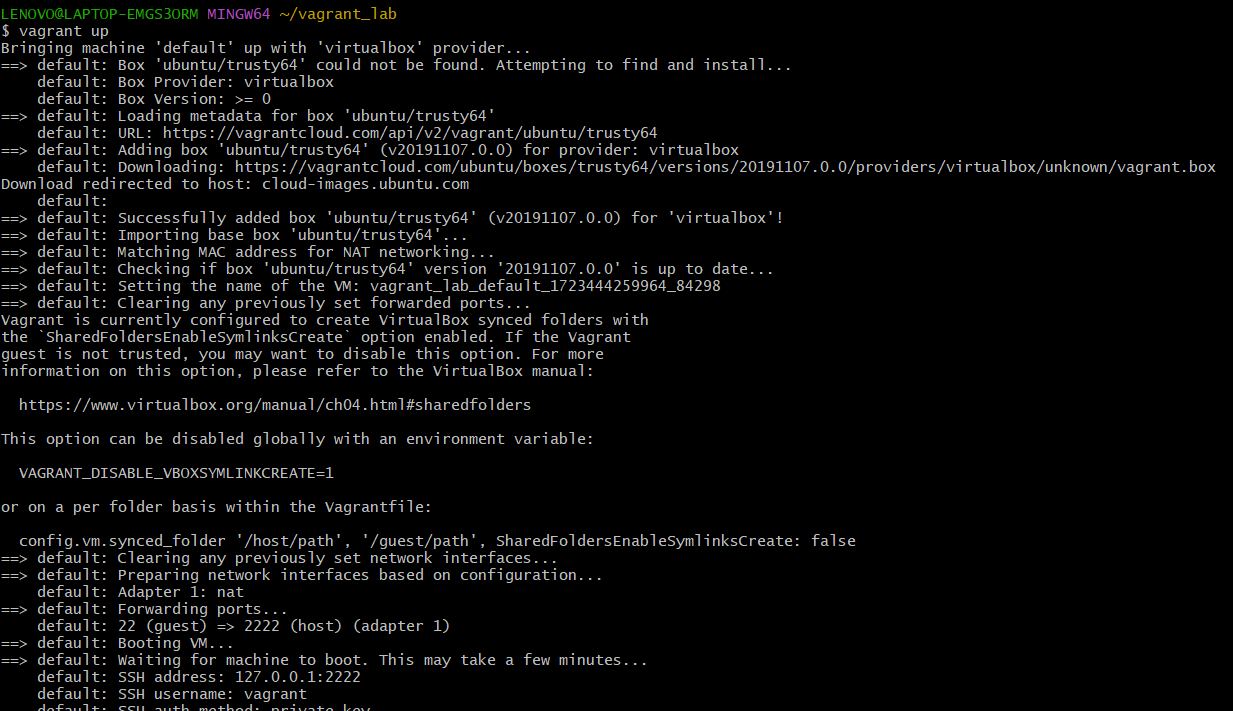 LENOVO@LAPTOP-EMGS3ORM MINGW64 ~/vagrant_lab
$ vagrant up
Bringing machine 'default' up with 'virtualbox' provider...
==> default: Box 'ubuntu/trusty64' could not be found. Attempting to find and install...
    default: Box Provider: virtualbox
    default: Box Version: >= 0
==> default: Loading metadata for box 'ubuntu/trusty64'
    default: URL: https://vagrantcloud.com/api/v2/vagrant/ubuntu/trusty64
==> default: Adding box 'ubuntu/trusty64' (v20191107.0.0) for provider: virtualbox
    default: Downloading: https://vagrantcloud.com/ubuntu/boxes/trusty64/versions/20191107.0.0/providers/virtualbox/unknown/vagrant.box
Download redirected to host: cloud-images.ubuntu.com
    default:
==> default: Successfully added box 'ubuntu/trusty64' (v20191107.0.0) for 'virtualbox'!
==> default: Importing base box 'ubuntu/trusty64'...
==> default: Matching MAC address for NAT networking...
==> default: Checking if box 'ubuntu/trusty64' version '20191107.0.0' is up to date...
==> default: Setting the name of the VM: vagrant_lab_default_1723444259964_84298
==> default: Clearing any previously set forwarded ports...
Vagrant is currently configured to create VirtualBox synced folders with
the `SharedFoldersEnableSymlinksCreate` option enabled. If the Vagrant
guest is not trusted, you may want to disable this option. For more
information on this option, please refer to the VirtualBox manual:
  https://www.virtualbox.org/manual/ch04.html#sharedfolders
This option can be disabled globally with an environment variable:
  VAGRANT_DISABLE_VBOXSYMLINKCREATE=1
or on a per folder basis within the Vagrantfile:
  config.vm.synced_folder '/host/path', '/guest/path', SharedFoldersEnableSymlinksCreate: false
==> default: Clearing any previously set network interfaces...
==> default: Preparing network interfaces based on configuration...
    default: Adapter 1: nat
==> default: Forwarding ports...
    default: 22 (guest) => 2222 (host) (adapter 1)
==> default: Booting VM...
==> default: Waiting for machine to boot. This may take a few minutes...
    default: SSH address: 127.0.0.1:2222
    default: SSH username: vagrant
    default: SSH auth method: private key